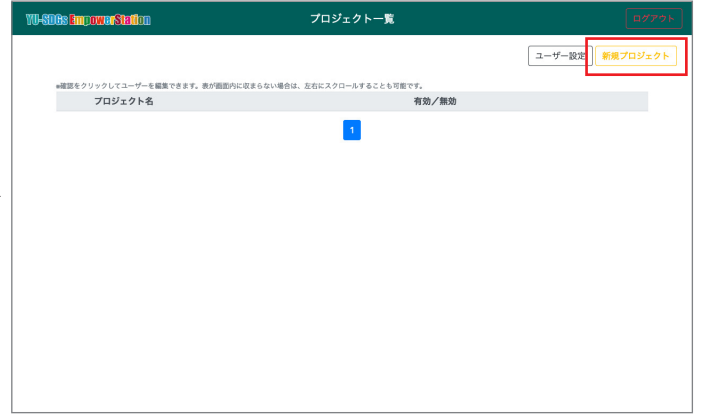 YU-SDGs EmpowerStation プロジェクト一覧 ログアウト
ユーザー設定 新規プロジェクト
※確認をクリックしてユーザーを編集できます。表が画面内に収まらない場合は、左右にスクロールすることも可能です。
プロジェクト名 有効／無効
1